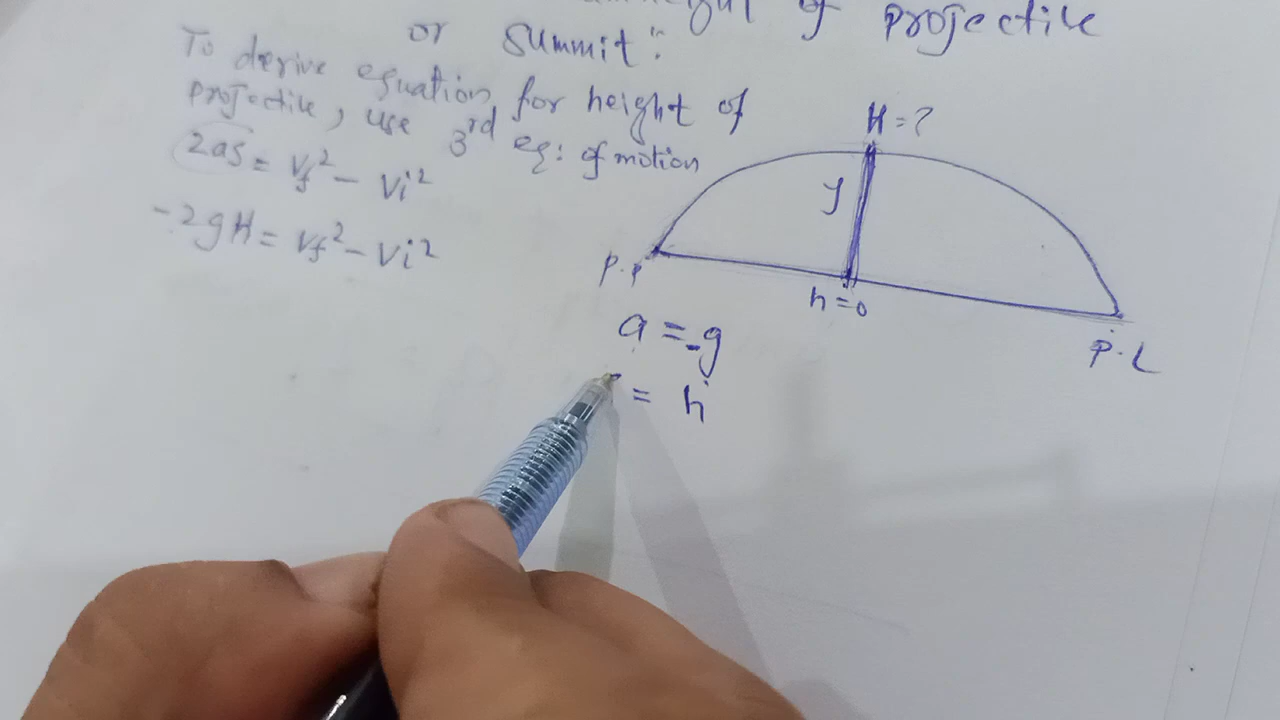 of projectile
or Summit":
To derive equation for height of
projectile, use 3rd eq: of motion
2as = Vf² - Vi²
-2gH = Vf² - Vi²
H = ?
y
P.P
h = 0
P.L
a = -g
= h